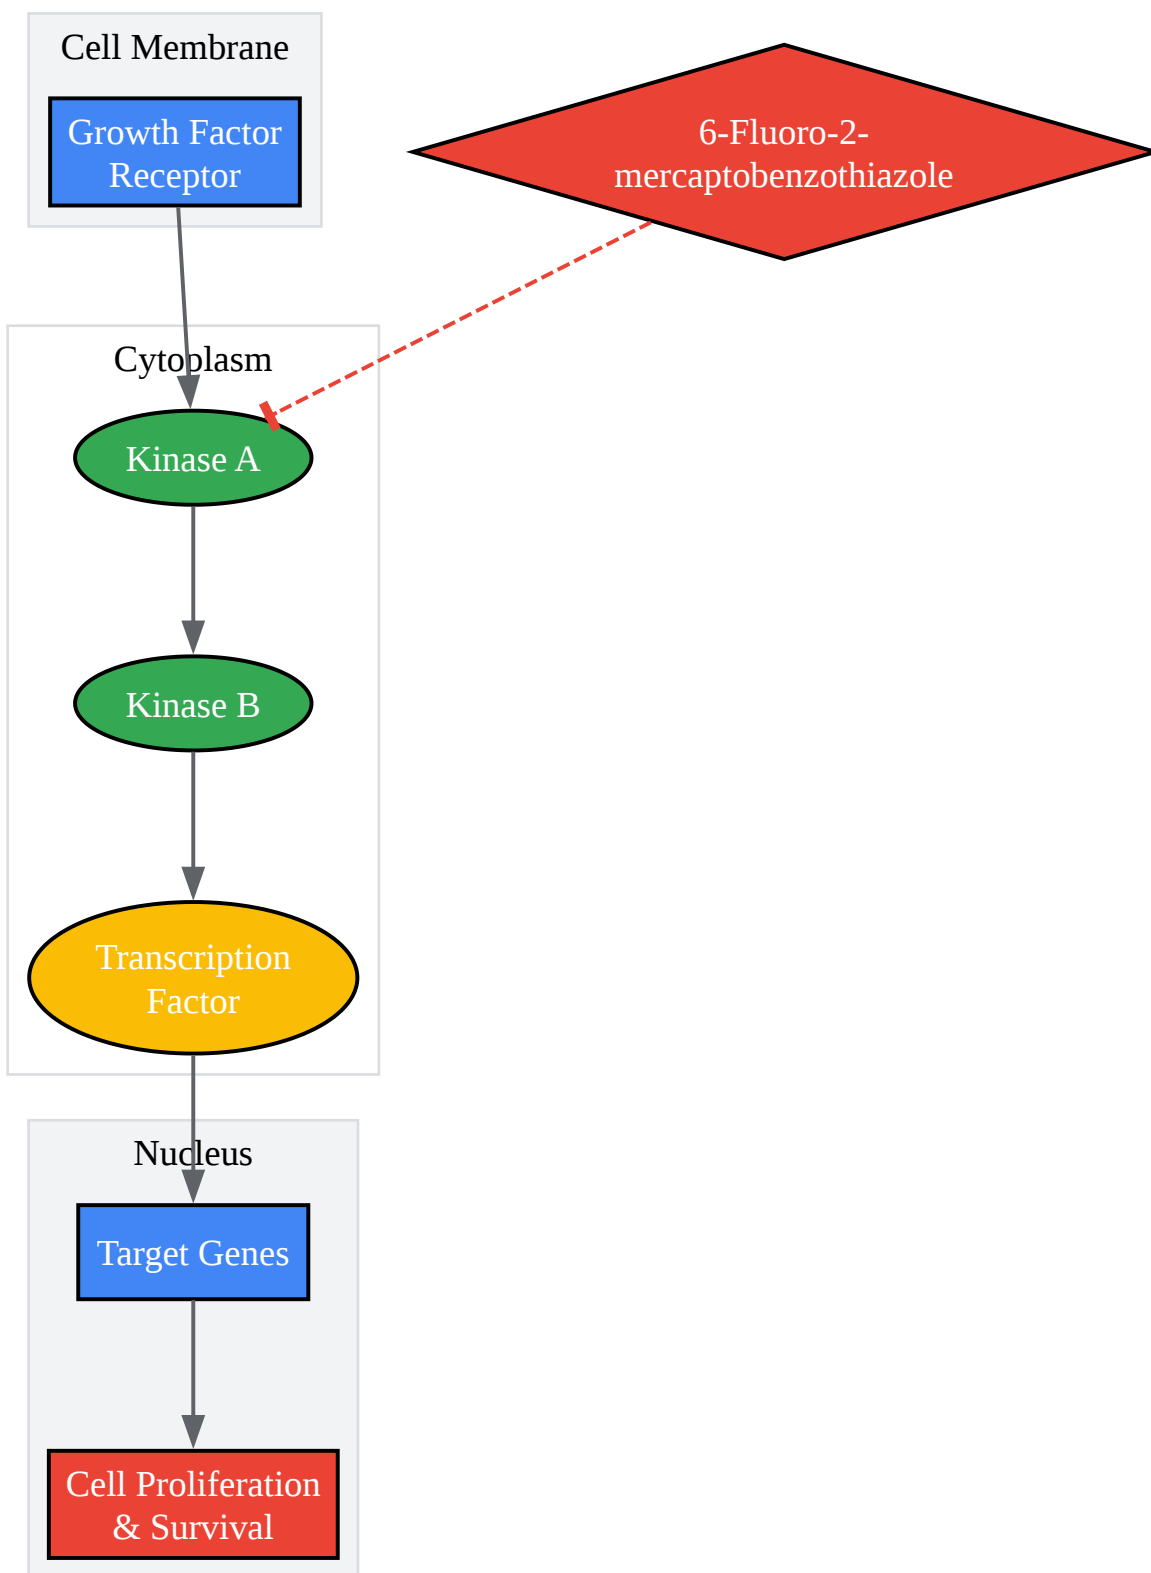 Cell Membrane
Growth Factor
Receptor
6-Fluoro-2-
mercaptobenzothiazole
Cytoplasm
Kinase A
Kinase B
Transcription
Factor
Nucleus
Target Genes
Cell Proliferation
& Survival